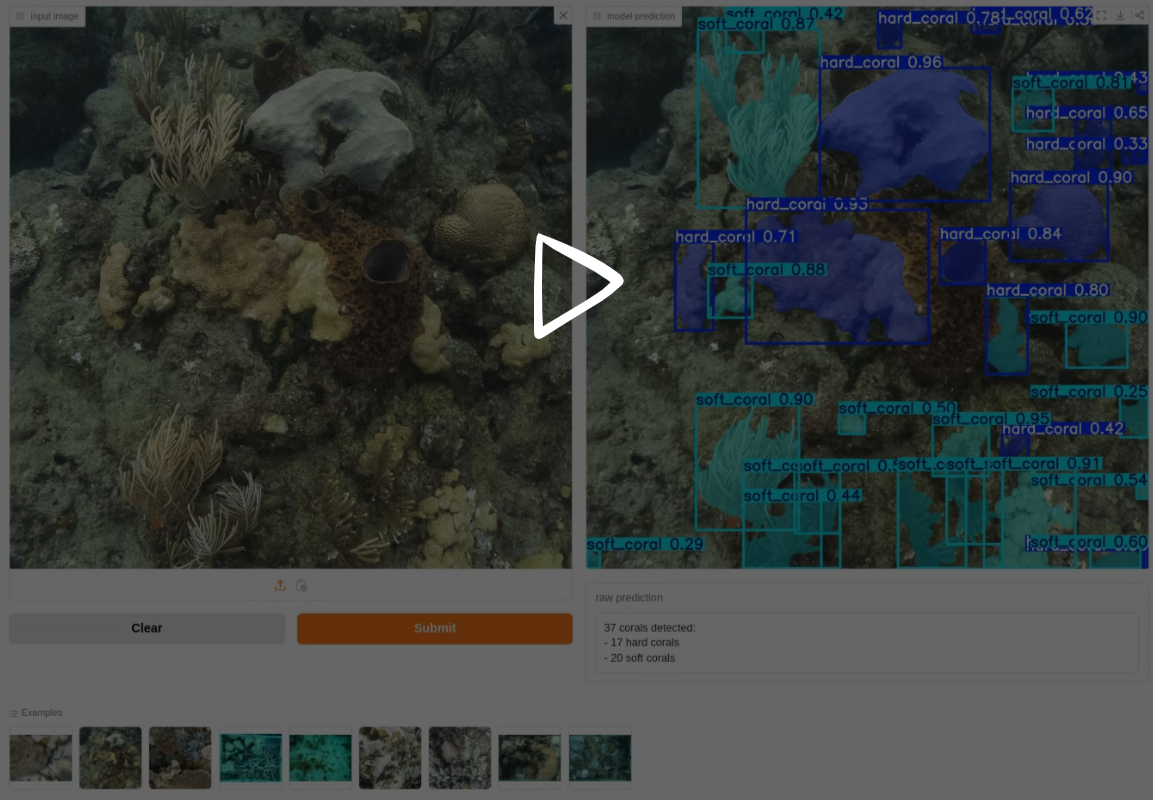 input image
model prediction
soft_coral 0.42
soft_coral 0.87
hard_coral 0.78
hard_coral 0.62
hard_coral 0.96
soft_coral 0.81
hard_coral 0.65
hard_coral 0.33
hard_coral 0.90
hard_coral 0.93
hard_coral 0.71
hard_coral 0.84
soft_coral 0.88
hard_coral 0.80
soft_coral 0.90
soft_coral 0.25
soft_coral 0.90
soft_coral 0.50
soft_coral 0.95
hard_coral 0.42
soft_coral 0.91
soft_coral 0.54
soft_coral 0.44
soft_coral 0.29
soft_coral 0.60
Clear
Submit
raw prediction
37 corals detected:
- 17 hard corals
- 20 soft corals
Examples